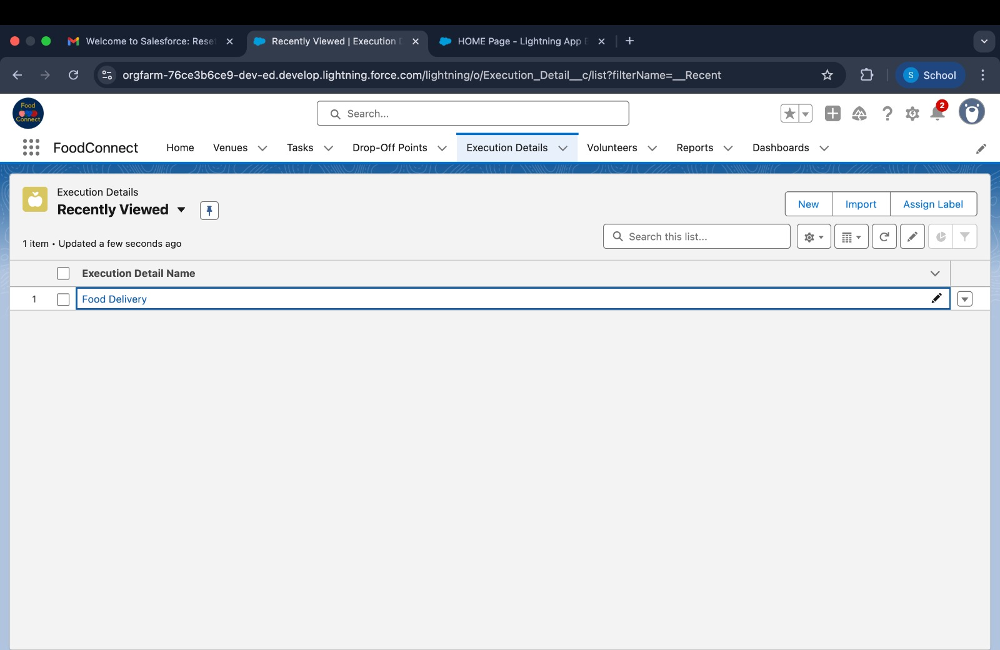 Welcome to Salesforce: Rese
Recently Viewed | Execution D
HOME Page - Lightning App E
orgfarm-76ce3b6ce9-dev-ed.develop.lightning.force.com/lightning/o/Execution_Detail__c/list?filterName=__Recent
S
School
Food
Connect
Search...
2
FoodConnect
Home
Venues
Tasks
Drop-Off Points
Execution Details
Volunteers
Reports
Dashboards
Execution Details
Recently Viewed
New
Import
Assign Label
1 item • Updated a few seconds ago
Search this list...
Execution Detail Name
1
Food Delivery